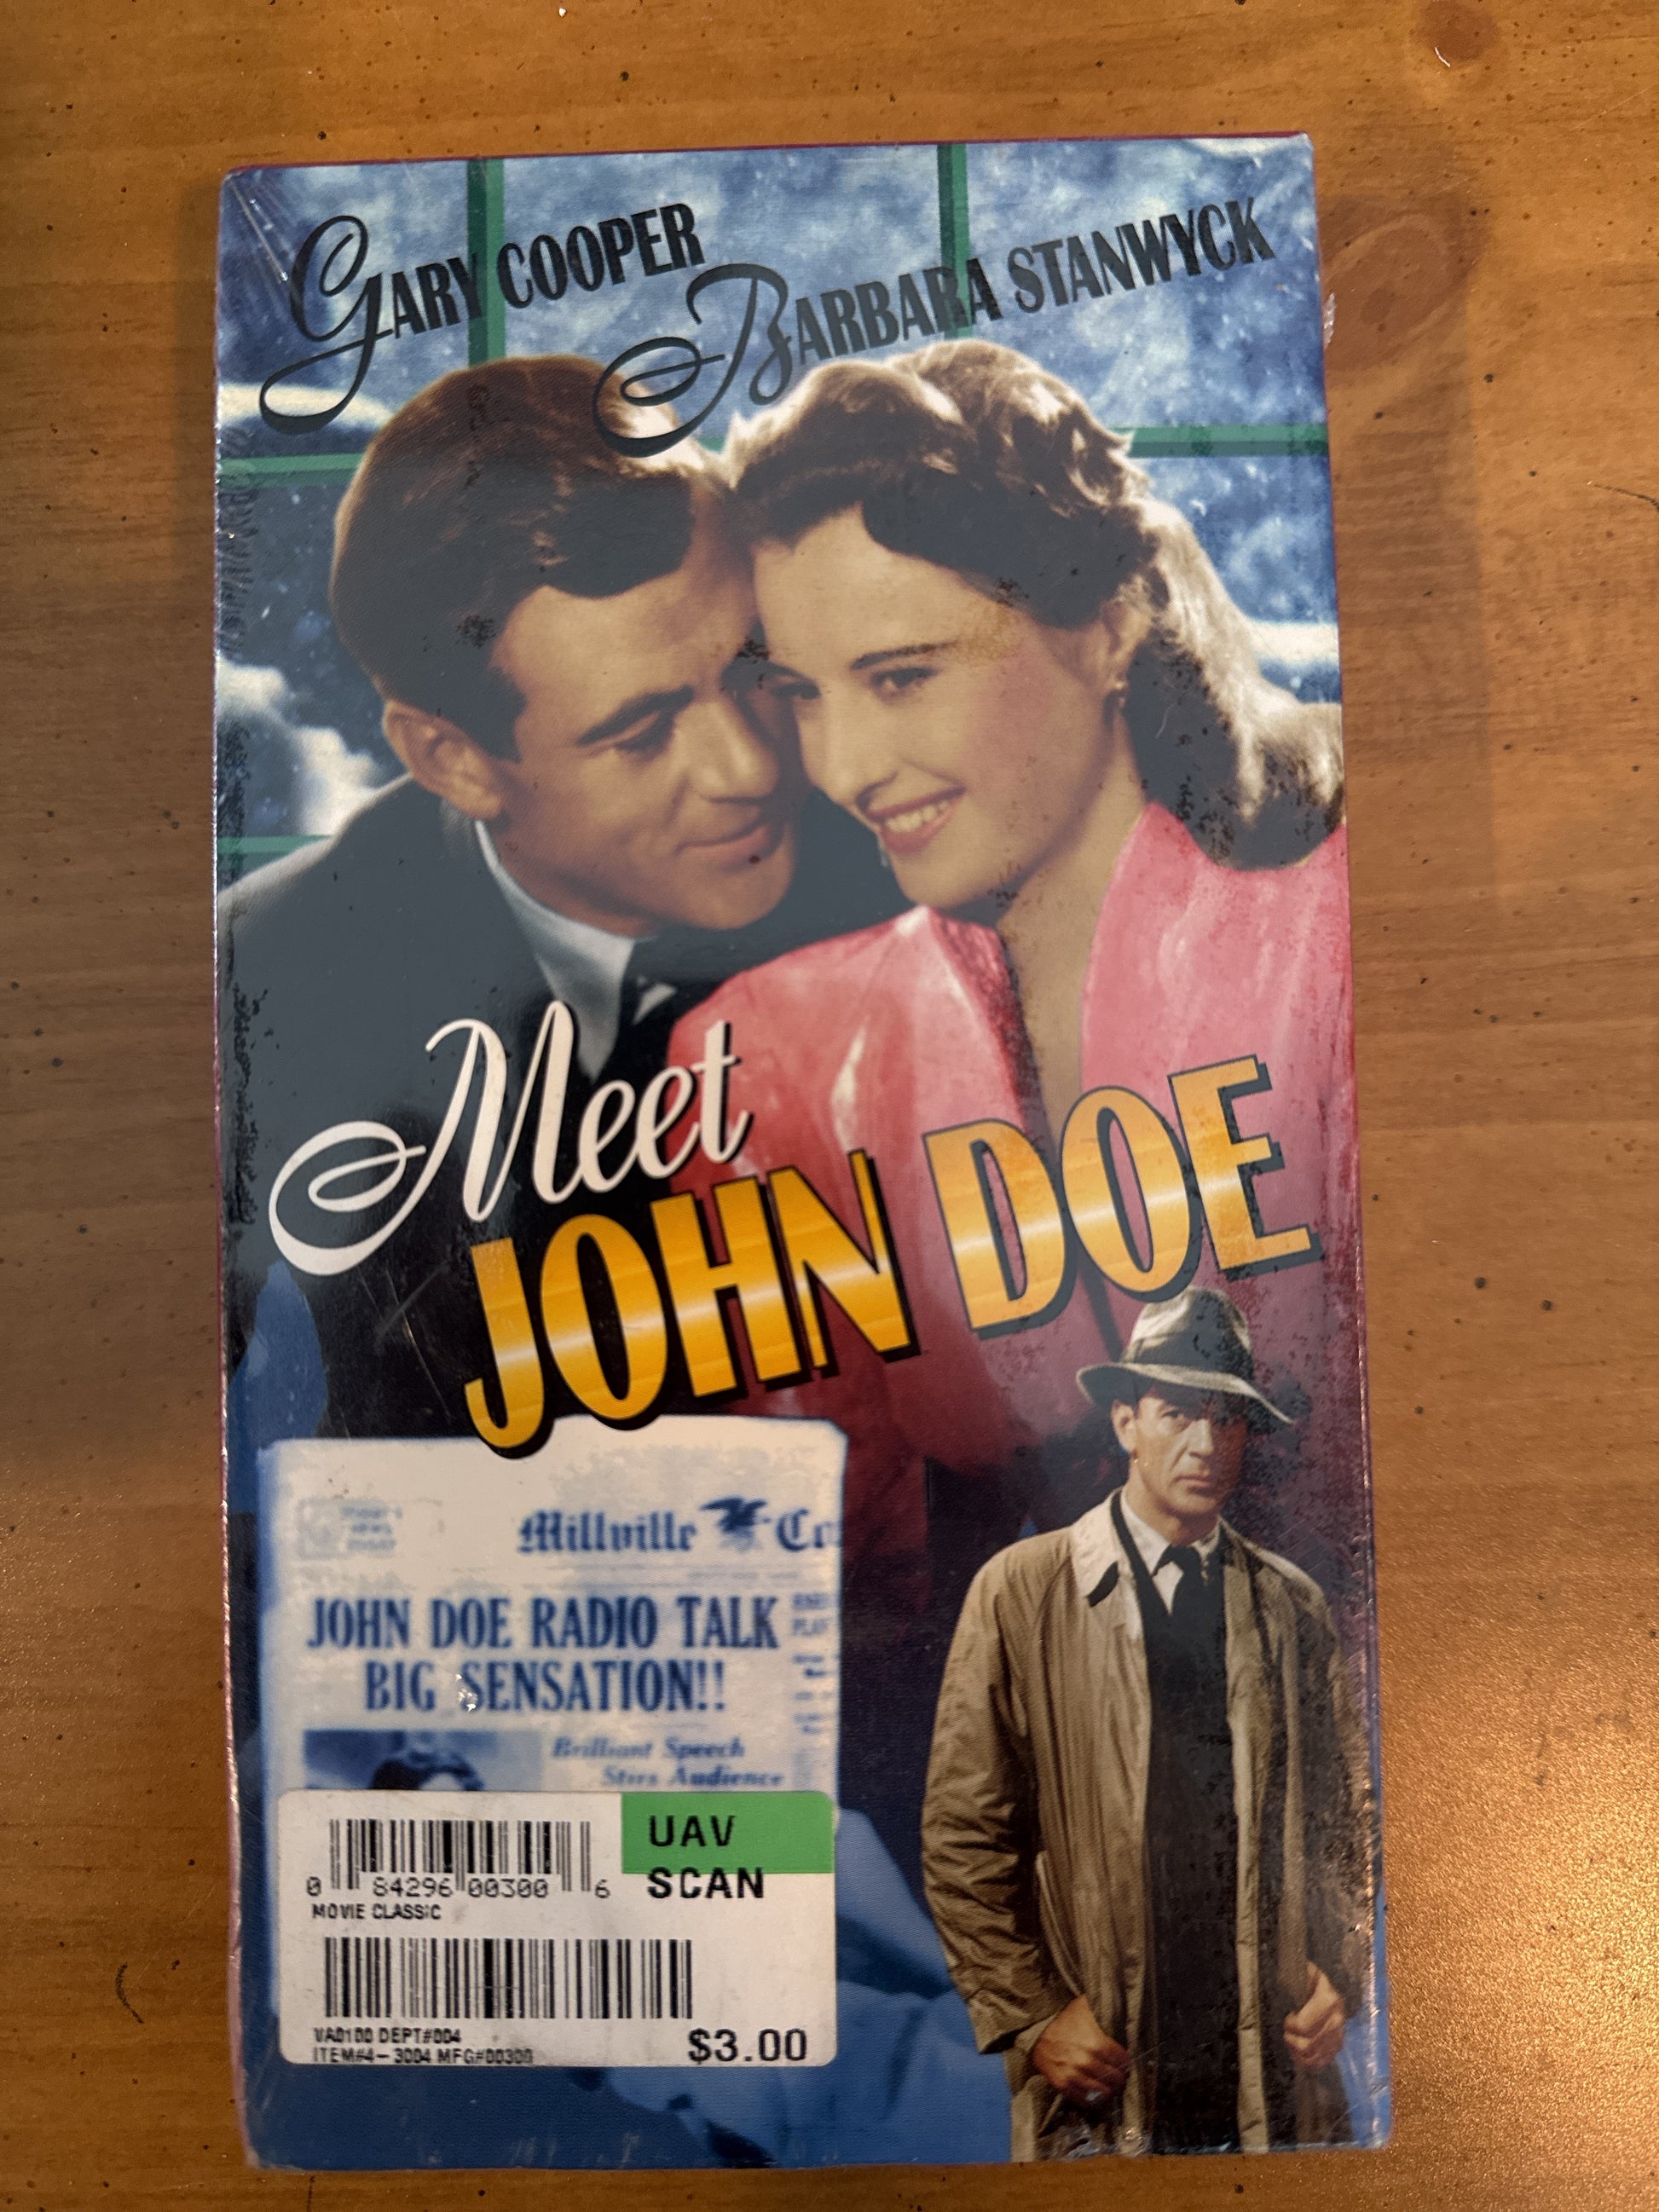 Gary COOPER
Barbara STANWYCK
Meet
JOHN DOE
Millville Co
JOHN DOE RADIO TALK
BIG SENSATION!!
Brilliant Speech
Stirs Audience
UAV
SCAN
0 84296 00300 6
MOVIE CLASSIC
VA0100 DEPT#004
ITEM#4-3004 MFG#00300
$3.00